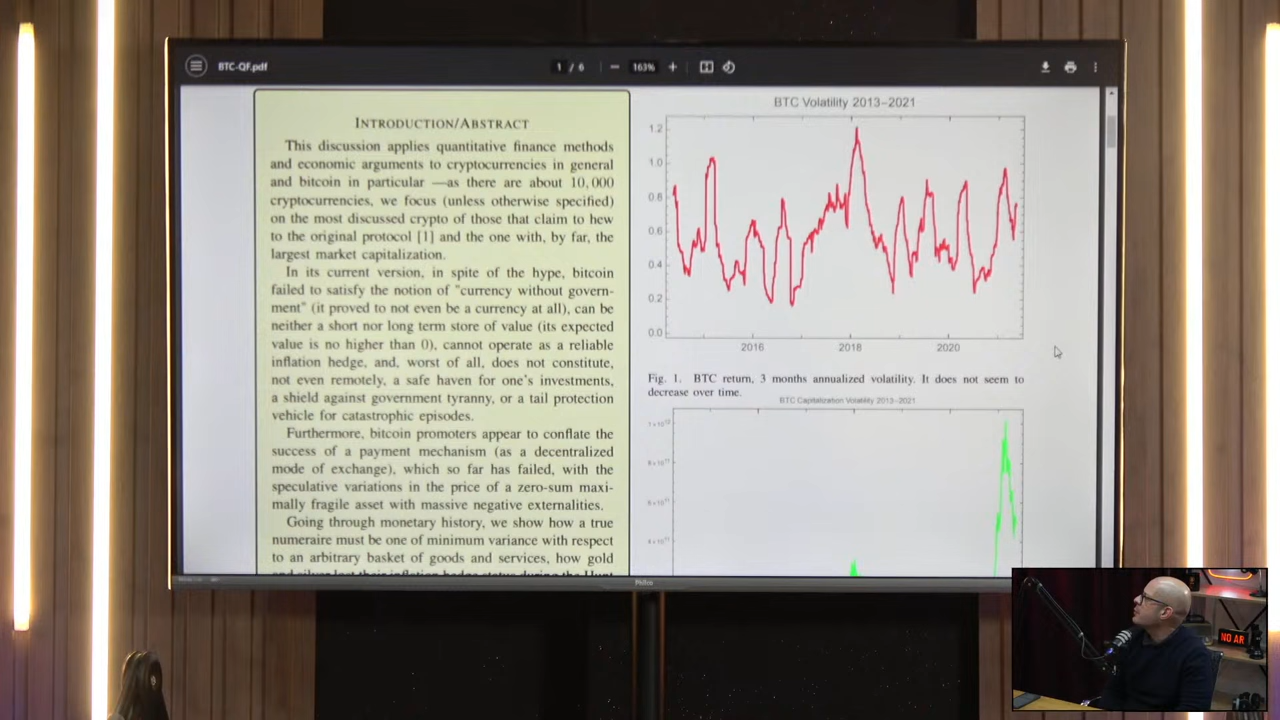 BTC-QF.pdf
1 / 6
163%
INTRODUCTION/ABSTRACT
This discussion applies quantitative finance methods
and economic arguments to cryptocurrencies in general
and bitcoin in particular —as there are about 10,000
cryptocurrencies, we focus (unless otherwise specified)
on the most discussed crypto of those that claim to hew
to the original protocol [1] and the one with, by far, the
largest market capitalization.
In its current version, in spite of the hype, bitcoin
failed to satisfy the notion of "currency without govern-
ment" (it proved to not even be a currency at all), can be
neither a short nor long term store of value (its expected
value is no higher than 0), cannot operate as a reliable
inflation hedge, and, worst of all, does not constitute,
not even remotely, a safe haven for one's investments,
a shield against government tyranny, or a tail protection
vehicle for catastrophic episodes.
Furthermore, bitcoin promoters appear to conflate the
success of a payment mechanism (as a decentralized
mode of exchange), which so far has failed, with the
speculative variations in the price of a zero-sum maxi-
mally fragile asset with massive negative externalities.
Going through monetary history, we show how a true
numeraire must be one of minimum variance with respect
to an arbitrary basket of goods and services, how gold
BTC Volatility 2013–2021
1.2
1.0
0.8
0.6
0.4
0.2
0.0
2016
2018
2020
Fig. 1. BTC return, 3 months annualized volatility. It does not seem to
decrease over time.
BTC Capitalization Volatility 2013-2021
Philco
NO AR